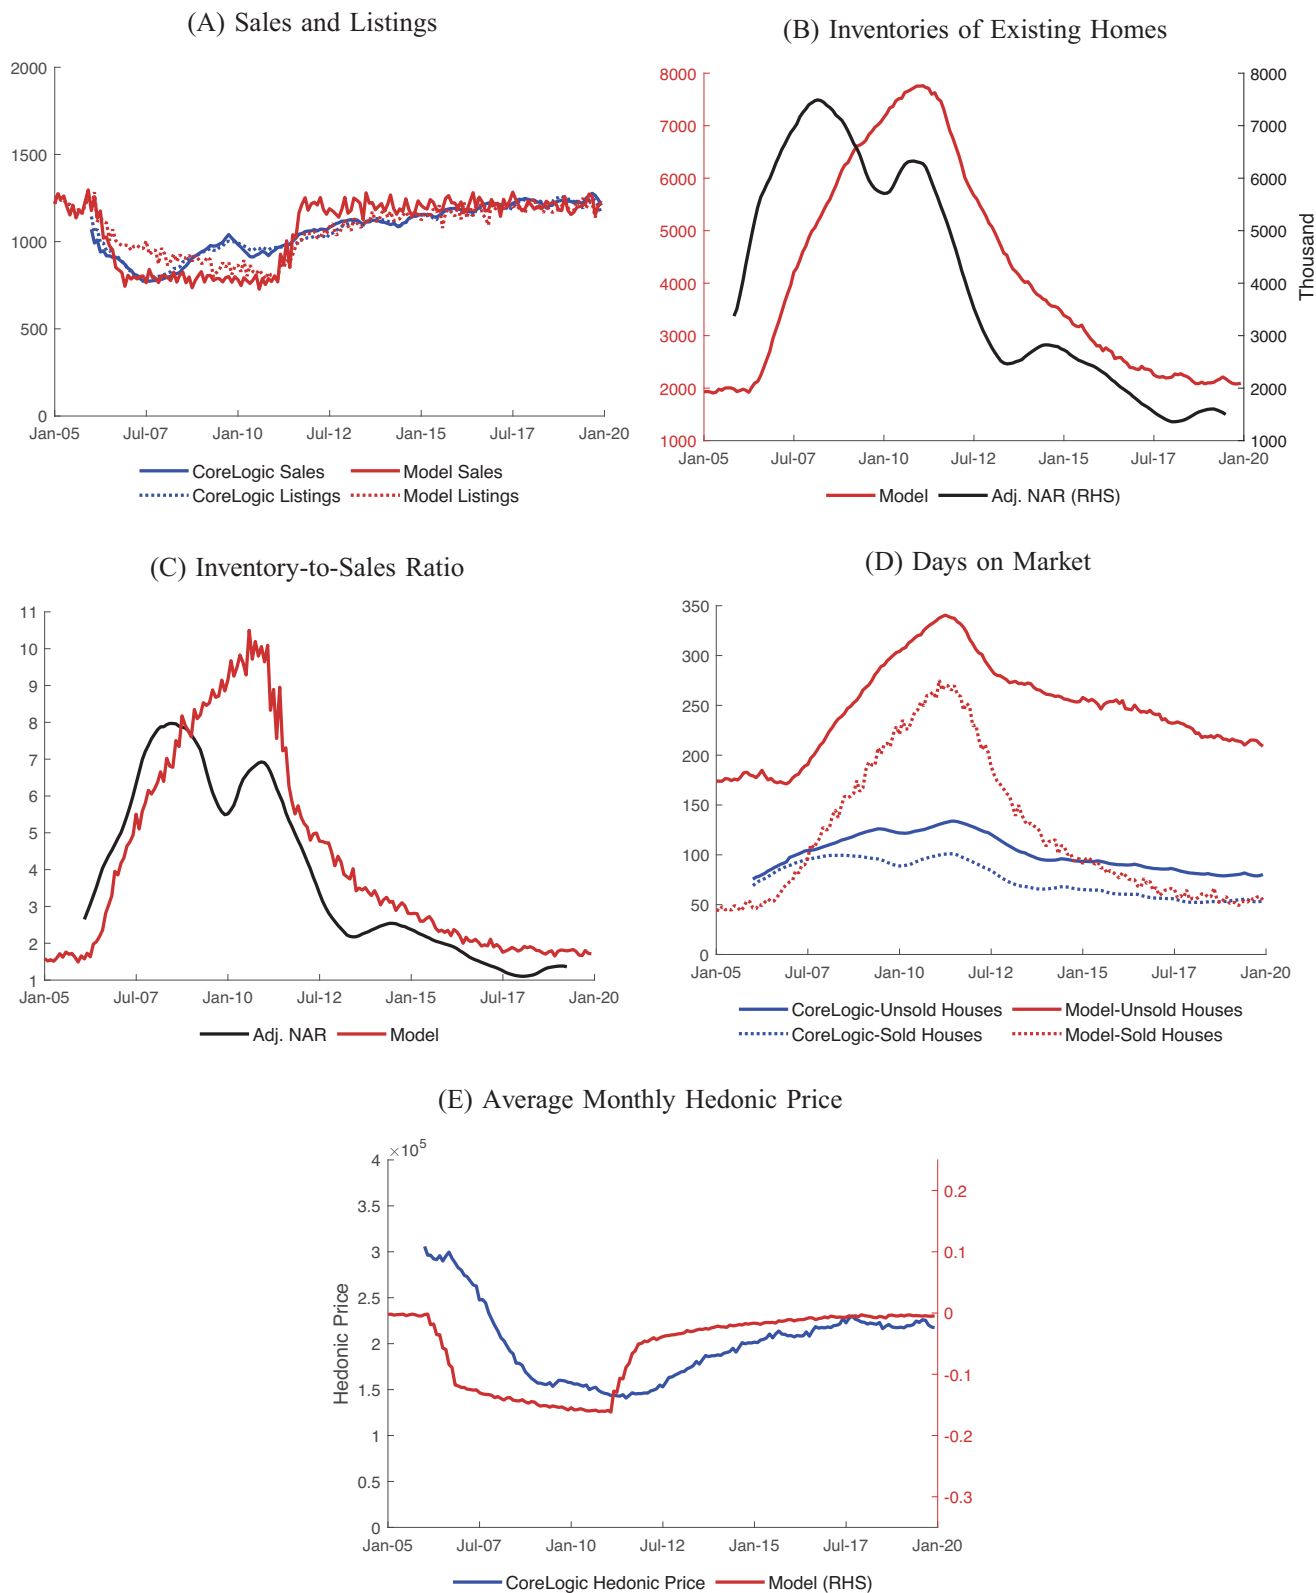 (A) Sales and Listings
2000
1500
1000
500
0
Jan-05 Jul-07 Jan-10 Jul-12 Jan-15 Jul-17 Jan-20
CoreLogic Sales Model Sales
CoreLogic Listings Model Listings
(B) Inventories of Existing Homes
8000 8000
7000 7000
6000 6000
5000 5000
4000 4000
3000 3000
2000 2000
1000 1000
Thousand
Jan-05 Jul-07 Jan-10 Jul-12 Jan-15 Jul-17 Jan-20
Model Adj. NAR (RHS)
(C) Inventory-to-Sales Ratio
11
10
9
8
7
6
5
4
3
2
1
Jan-05 Jul-07 Jan-10 Jul-12 Jan-15 Jul-17 Jan-20
Adj. NAR Model
(D) Days on Market
350
300
250
200
150
100
50
0
Jan-05 Jul-07 Jan-10 Jul-12 Jan-15 Jul-17 Jan-20
CoreLogic-Unsold Houses Model-Unsold Houses
CoreLogic-Sold Houses Model-Sold Houses
(E) Average Monthly Hedonic Price
×10⁵
4
3.5 0.2
3 0.1
2.5 0
2 -0.1
1.5 -0.2
1 -0.3
0.5
0
Hedonic Price
Jan-05 Jul-07 Jan-10 Jul-12 Jan-15 Jul-17 Jan-20
CoreLogic Hedonic Price Model (RHS)